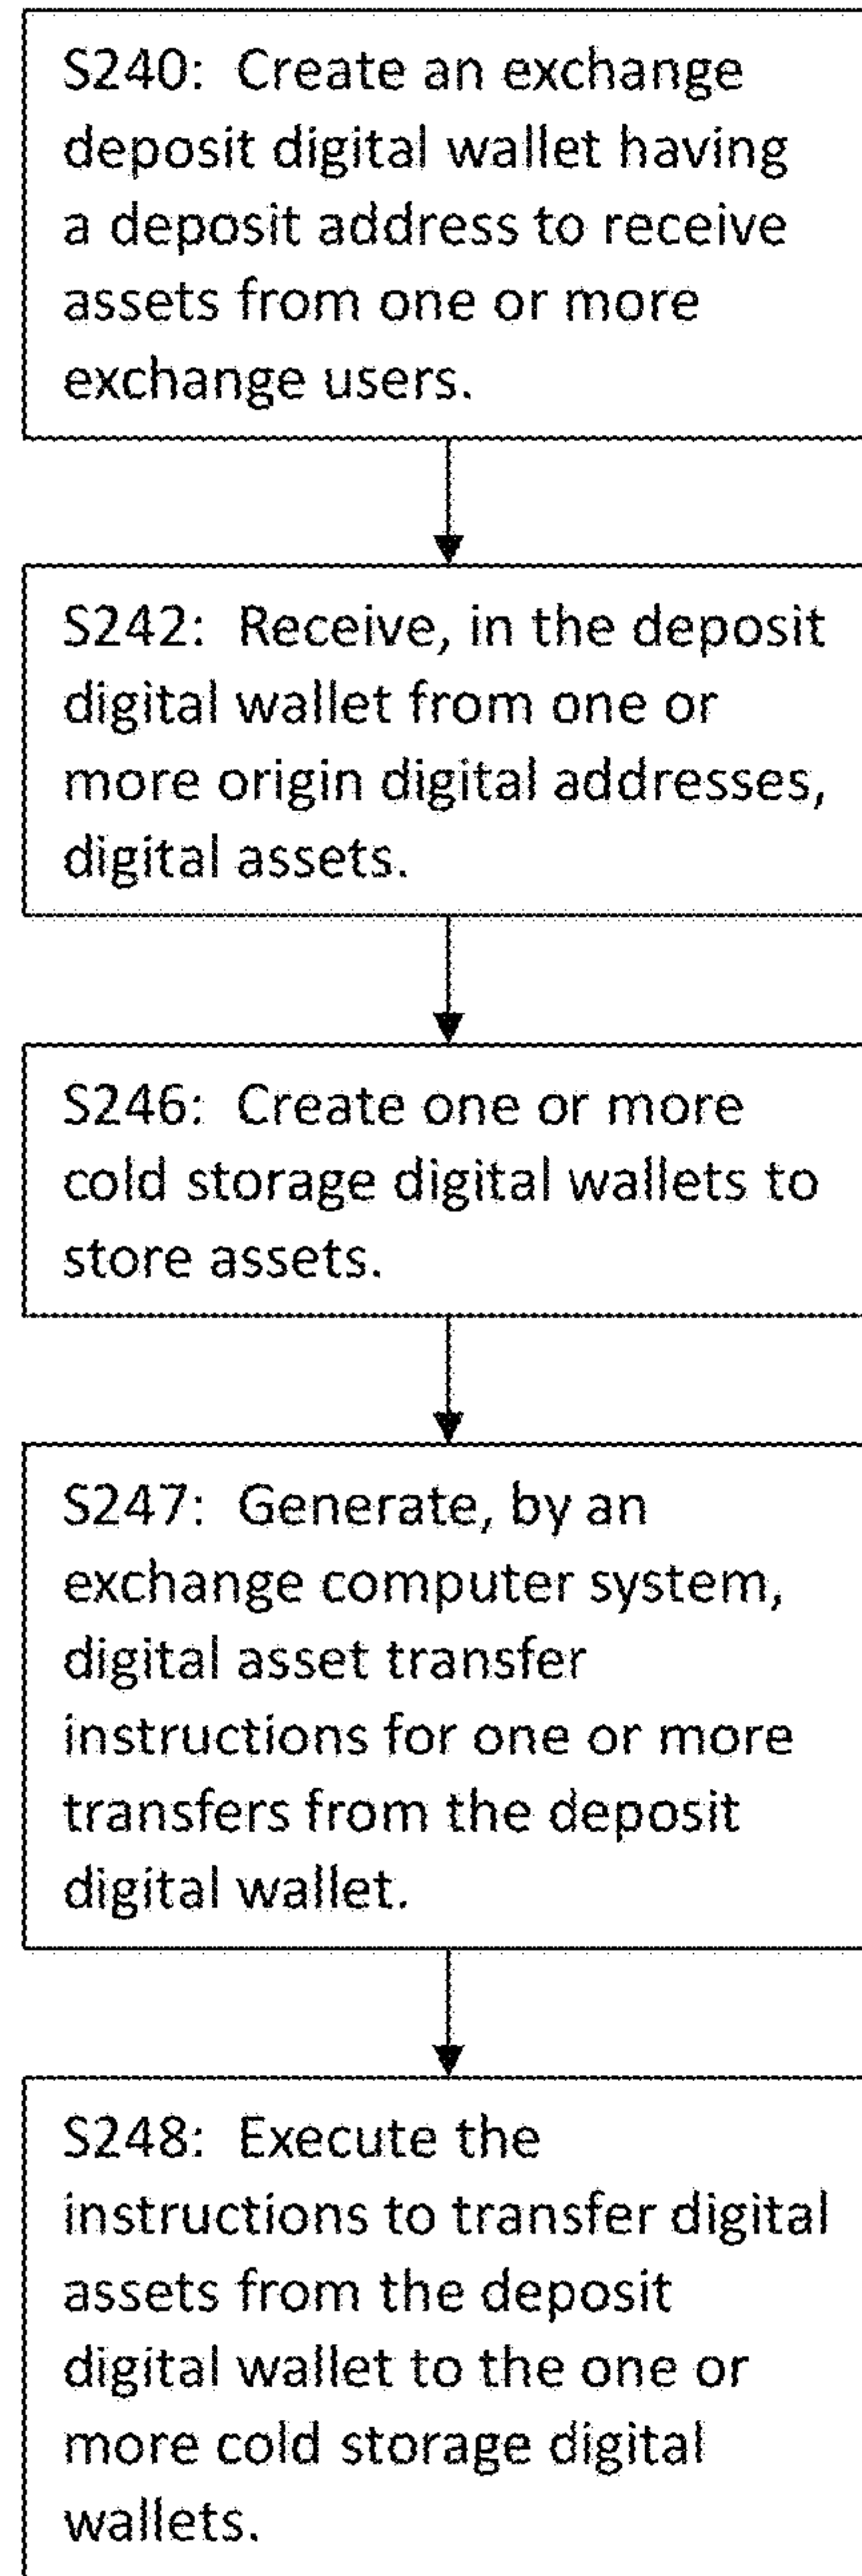 S240:  Create an exchange
deposit digital wallet having
a deposit address to receive
assets from one or more
exchange users.
S242:  Receive, in the deposit
digital wallet from one or
more origin digital addresses,
digital assets.
S246:  Create one or more
cold storage digital wallets to
store assets.
S247:  Generate, by an
exchange computer system,
digital asset transfer
instructions for one or more
transfers from the deposit
digital wallet.
S248:  Execute the
instructions to transfer digital
assets from the deposit
digital wallet to the one or
more cold storage digital
wallets.